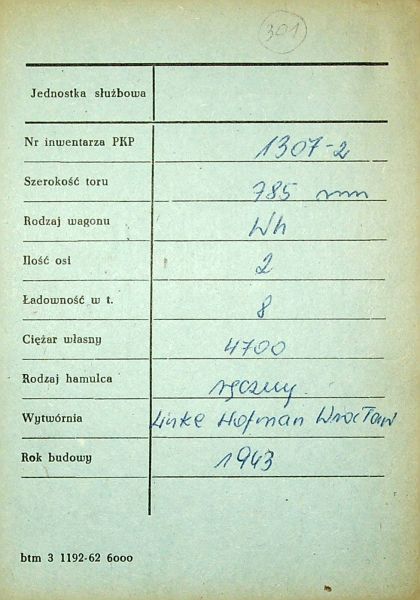 301
Jednostka służbowa
Nr inwentarza PKP 1307-2
Szerokość toru 785 mm
Rodzaj wagonu Wh
Ilość osi 2
Ładowność w t. 8
Ciężar własny 4700
Rodzaj hamulca ręczny
Wytwórnia Linke Hofman Wrocław
Rok budowy 1943
btm 3 1192-62 6000